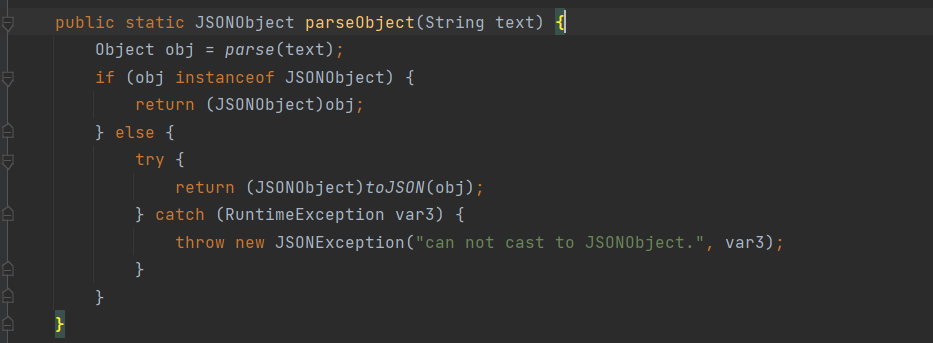 public static JSONObject parseObject(String text) {
    Object obj = parse(text);
    if (obj instanceof JSONObject) {
        return (JSONObject)obj;
    } else {
        try {
            return (JSONObject)toJSON(obj);
        } catch (RuntimeException var3) {
            throw new JSONException("can not cast to JSONObject.", var3);
        }
    }
}